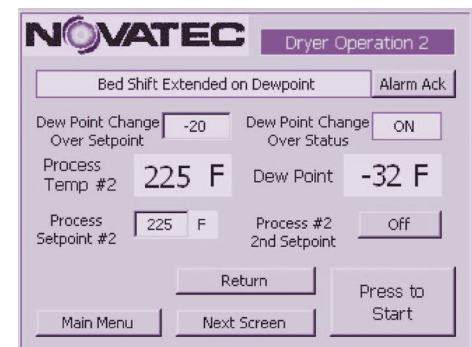 NOVATEC
Dryer Operation 2
Bed Shift Extended on Dewpoint
Alarm Ack
Dew Point Change
Over Setpoint
-20
Dew Point Change
Over Status
ON
Process
Temp #2
225 F
Dew Point
-32 F
Process
Setpoint #2
225 F
Process #2
2nd Setpoint
Off
Return
Press to
Start
Main Menu
Next Screen